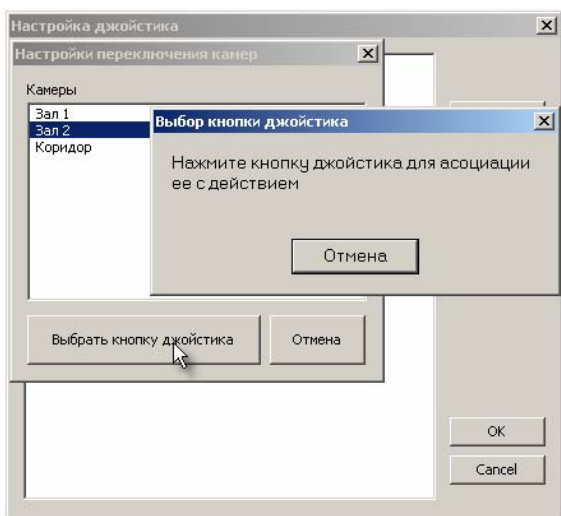 Настройка джойстика
Настройки переключения камер
Камеры
Зал 1
Зал 2
Коридор
Выбор кнопки джойстика
Нажмите кнопку джойстика для асоциации
ее с действием
Отмена
Выбрать кнопку джойстика
Отмена
OK
Cancel